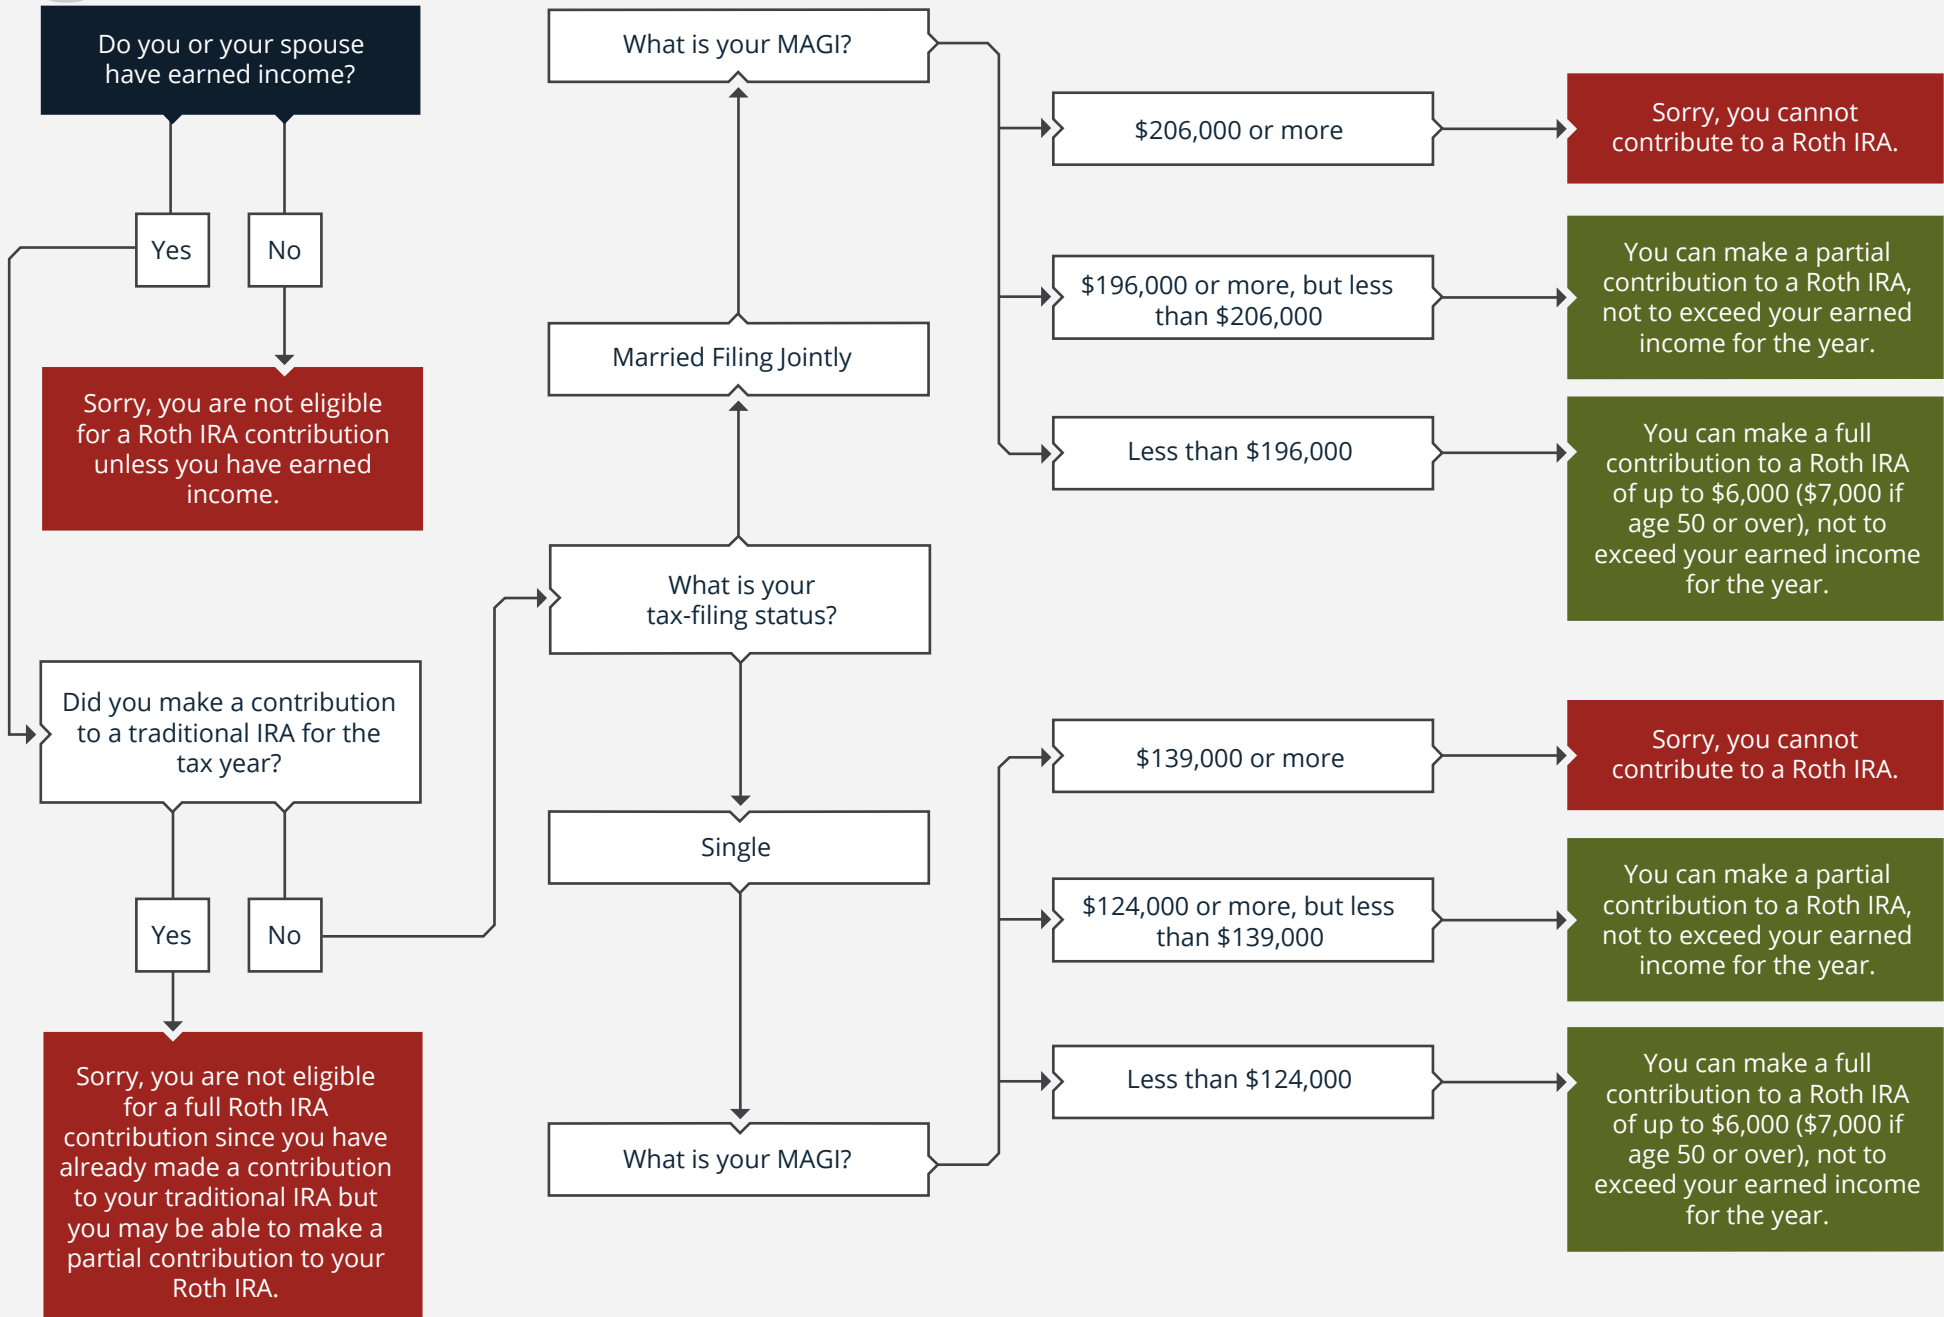 Do you or your spouse
have earned income?
Yes
No
Sorry, you are not eligible
for a Roth IRA contribution
unless you have earned
income.
Did you make a contribution
to a traditional IRA for the
tax year?
Yes
No
Sorry, you are not eligible
for a full Roth IRA
contribution since you have
already made a contribution
to your traditional IRA but
you may be able to make a
partial contribution to your
Roth IRA.
What is your
tax-filing status?
Married Filing Jointly
What is your MAGI?
$206,000 or more
Sorry, you cannot
contribute to a Roth IRA.
$196,000 or more, but less
than $206,000
You can make a partial
contribution to a Roth IRA,
not to exceed your earned
income for the year.
Less than $196,000
You can make a full
contribution to a Roth IRA
of up to $6,000 ($7,000 if
age 50 or over), not to
exceed your earned income
for the year.
Single
What is your MAGI?
$139,000 or more
Sorry, you cannot
contribute to a Roth IRA.
$124,000 or more, but less
than $139,000
You can make a partial
contribution to a Roth IRA,
not to exceed your earned
income for the year.
Less than $124,000
You can make a full
contribution to a Roth IRA
of up to $6,000 ($7,000 if
age 50 or over), not to
exceed your earned income
for the year.